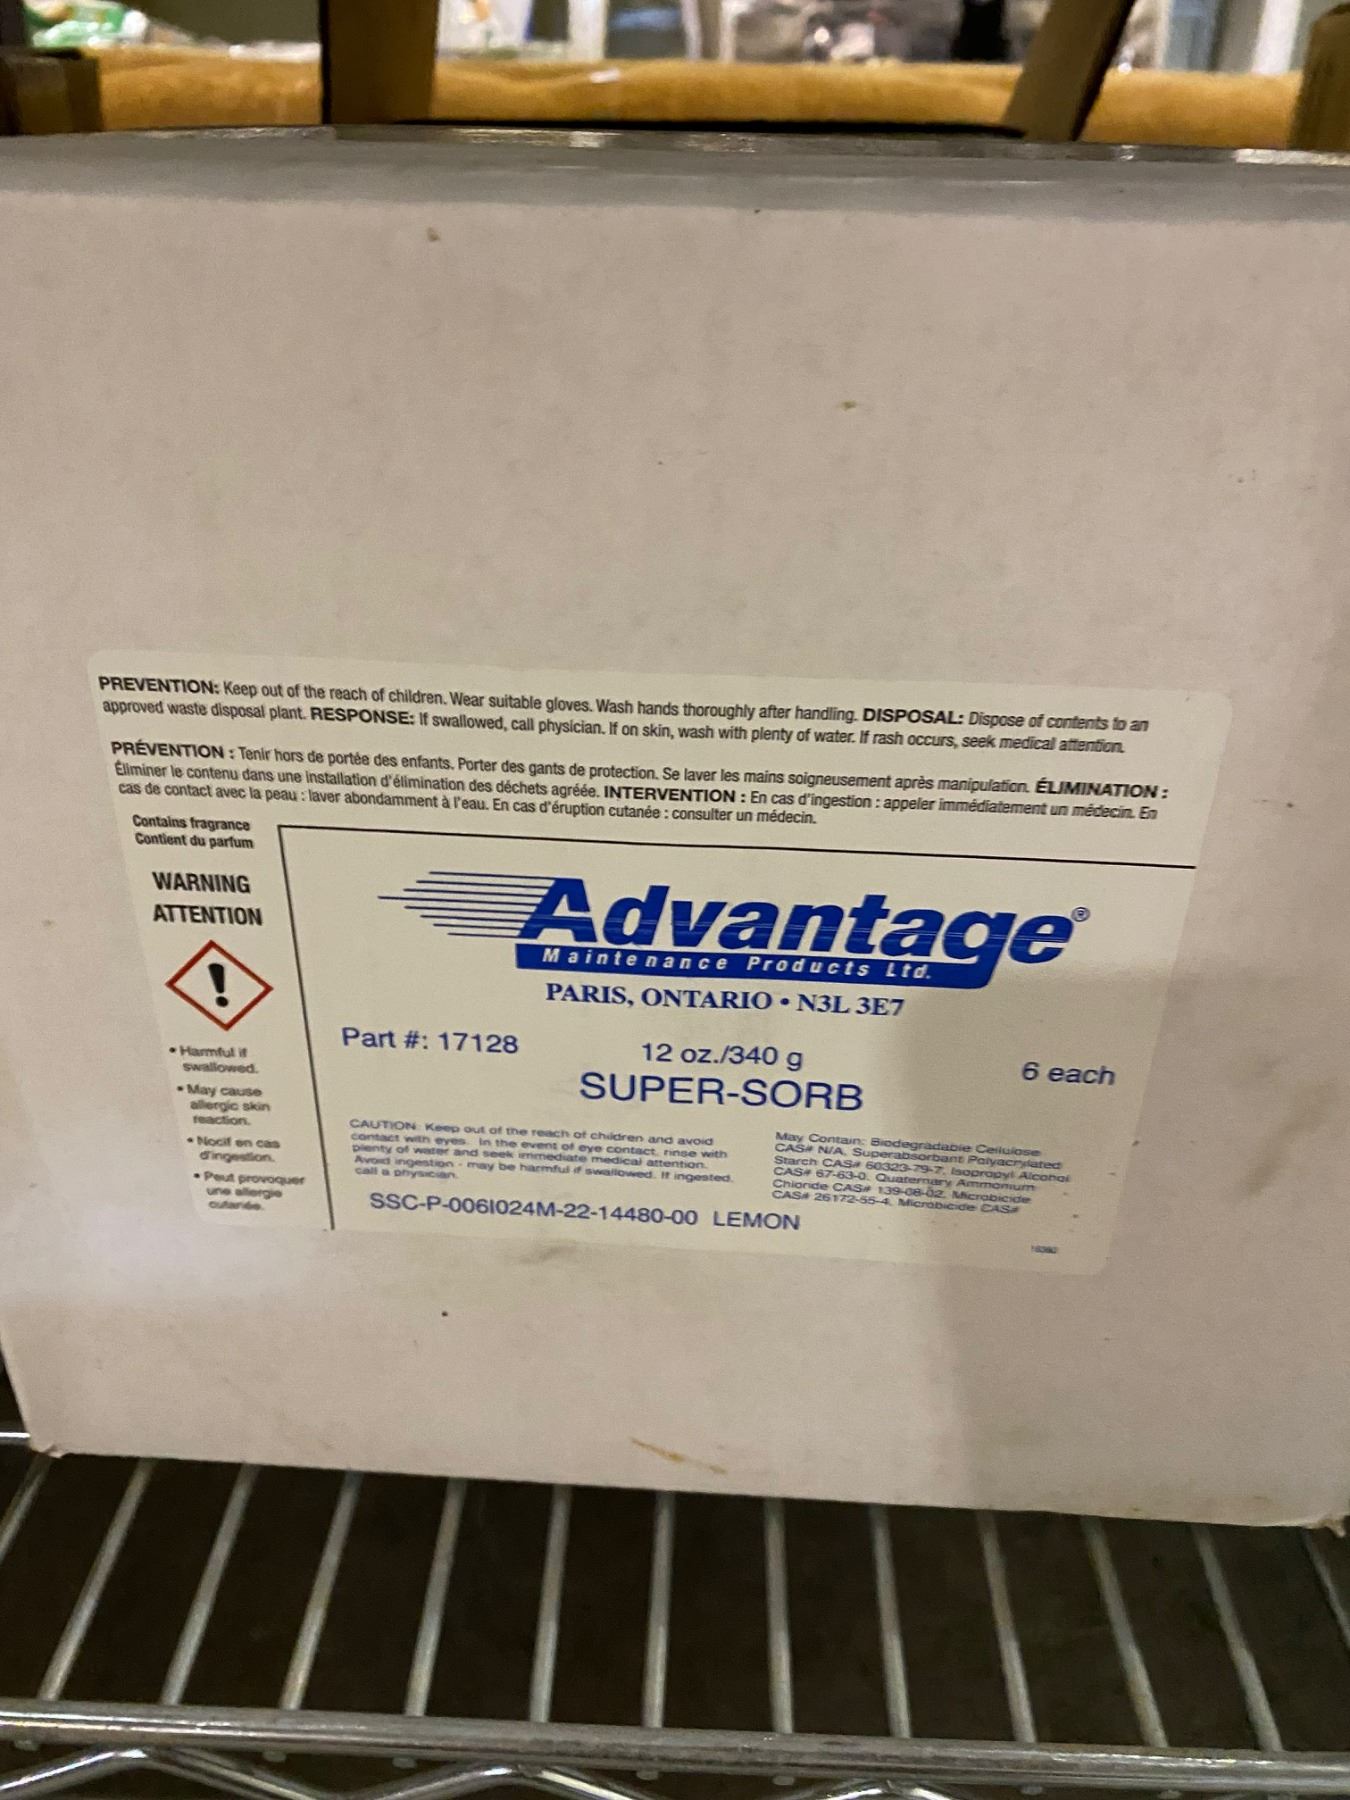 PREVENTION: Keep out of the reach of children. Wear suitable gloves. Wash hands thoroughly after handling. DISPOSAL: Dispose of contents to an
approved waste disposal plant. RESPONSE: If swallowed, call physician. If on skin, wash with plenty of water. If rash occurs, seek medical attention.
PRÉVENTION : Tenir hors de portée des enfants. Porter des gants de protection. Se laver les mains soigneusement après manipulation. ÉLIMINATION :
Éliminer le contenu dans une installation d'élimination des déchets agréée. INTERVENTION : En cas d'ingestion : appeler immédiatement un médecin. En
cas de contact avec la peau : laver abondamment à l'eau. En cas d'éruption cutanée : consulter un médecin.
Contains fragrance
Contient du parfum
WARNING
ATTENTION
• Harmful if
swallowed.
• May cause
allergic skin
reaction.
• Nocif en cas
d'ingestion.
• Peut provoquer
une allergie
cutanée.
Advantage®
Maintenance Products Ltd.
PARIS, ONTARIO • N3L 3E7
Part #: 17128
12 oz./340 g
6 each
SUPER-SORB
CAUTION: Keep out of the reach of children and avoid
contact with eyes. In the event of eye contact, rinse with
plenty of water and seek immediate medical attention.
Avoid ingestion - may be harmful if swallowed. If ingested,
call a physician.
May Contain: Biodegradable Cellulose
CAS# N/A, Superabsorbant Polyacrylated
Starch CAS# 60323-79-7, Isopropyl Alcohol
CAS# 67-63-0, Quaternary Ammonium
Chloride CAS# 139-08-02, Microbicide
CAS# 26172-55-4, Microbicide CAS#
SSC-P-006I024M-22-14480-00 LEMON